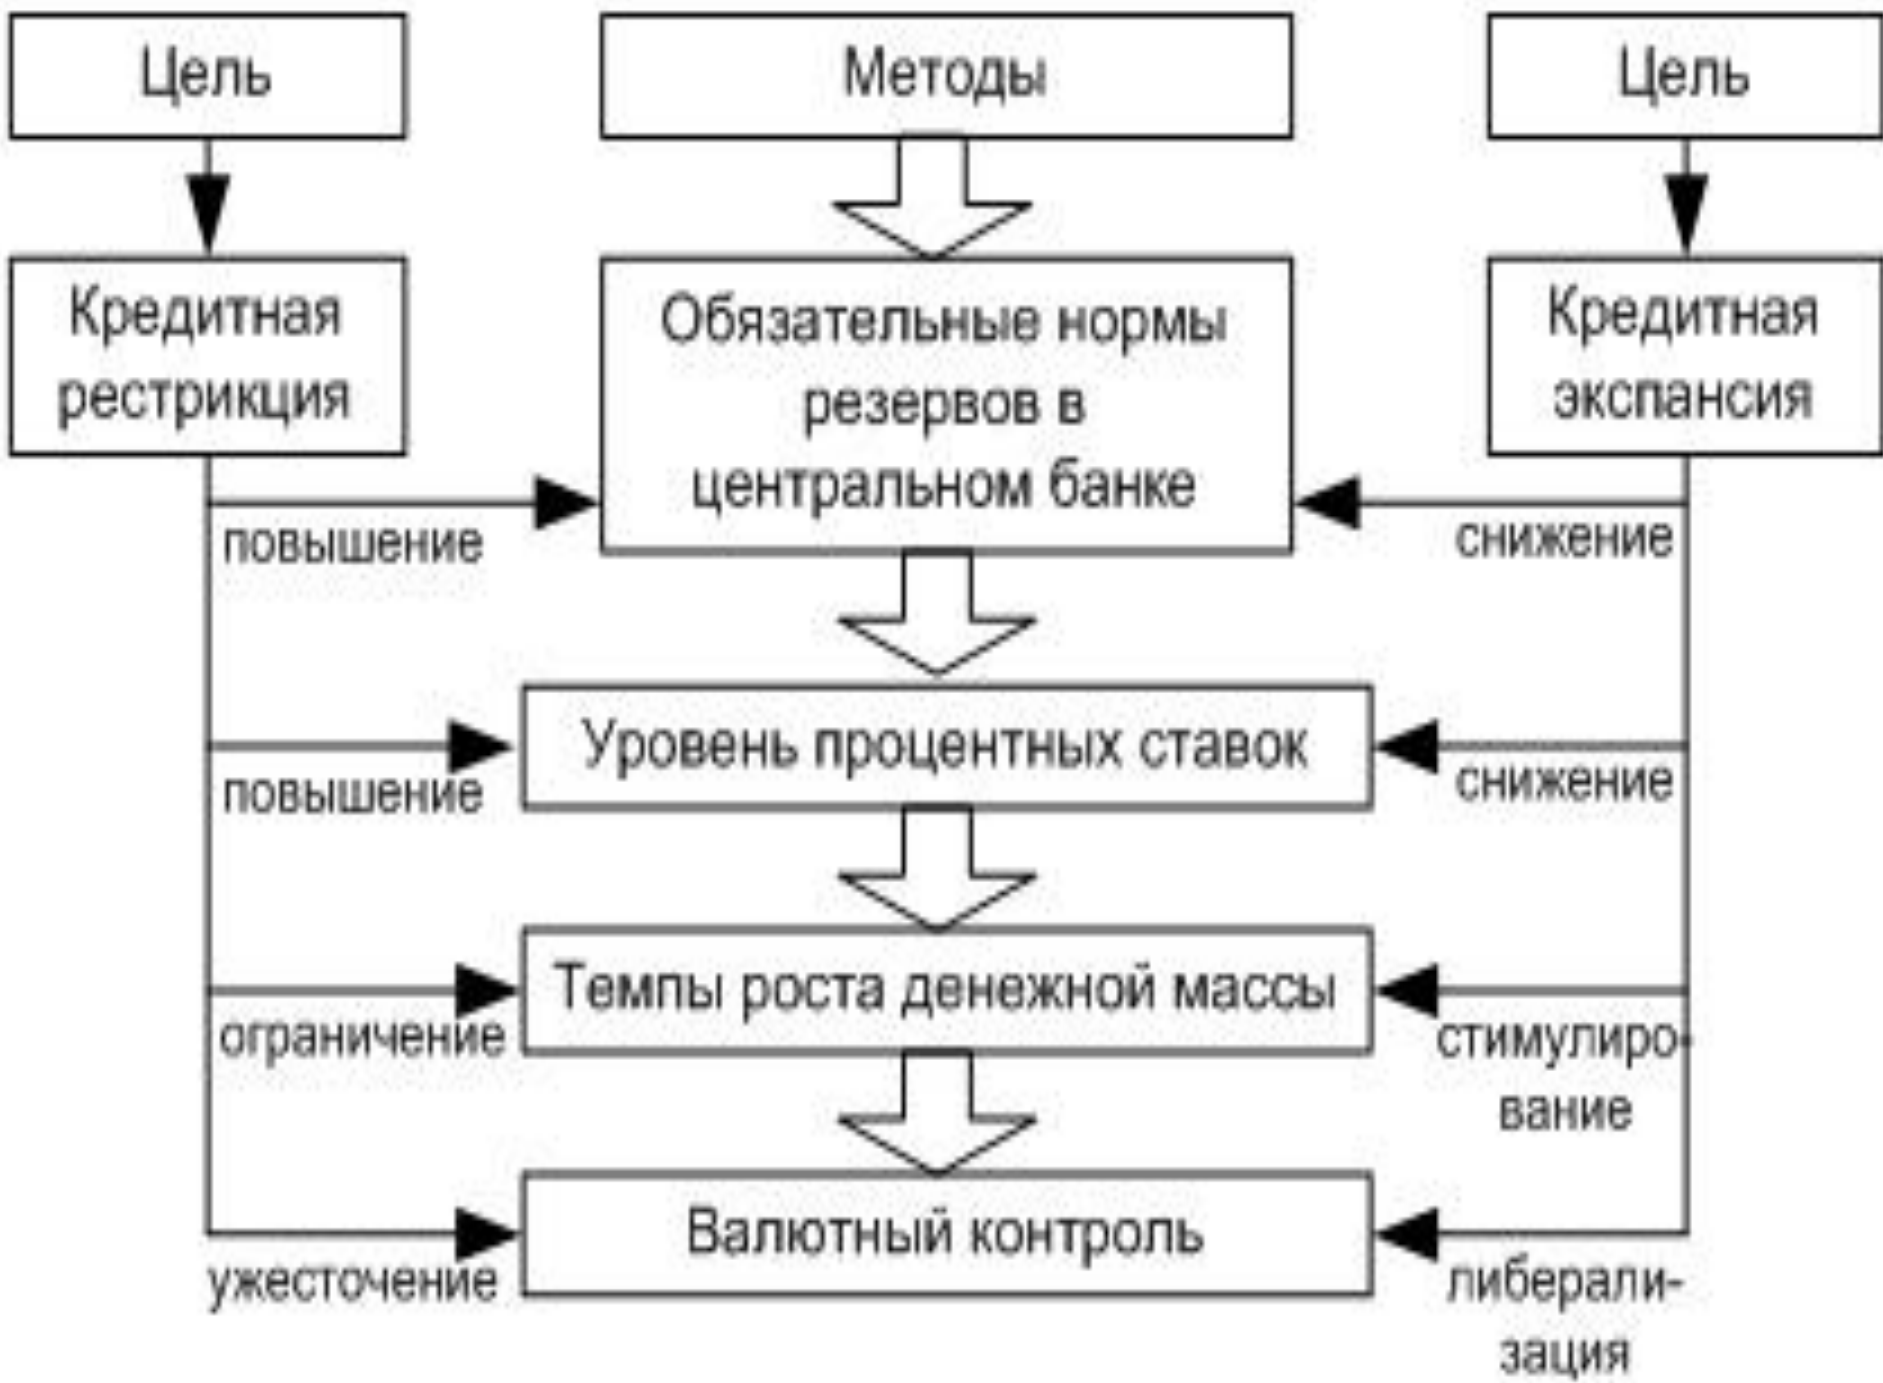 Цель
Методы
Цель
Кредитная
рестрикция
Обязательные нормы
резервов в
центральном банке
Кредитная
экспансия
повышение
снижение
Уровень процентных ставок
повышение
снижение
Темпы роста денежной массы
ограничение
стимулиро-
вание
Валютный контроль
ужесточение
либерали-
зация